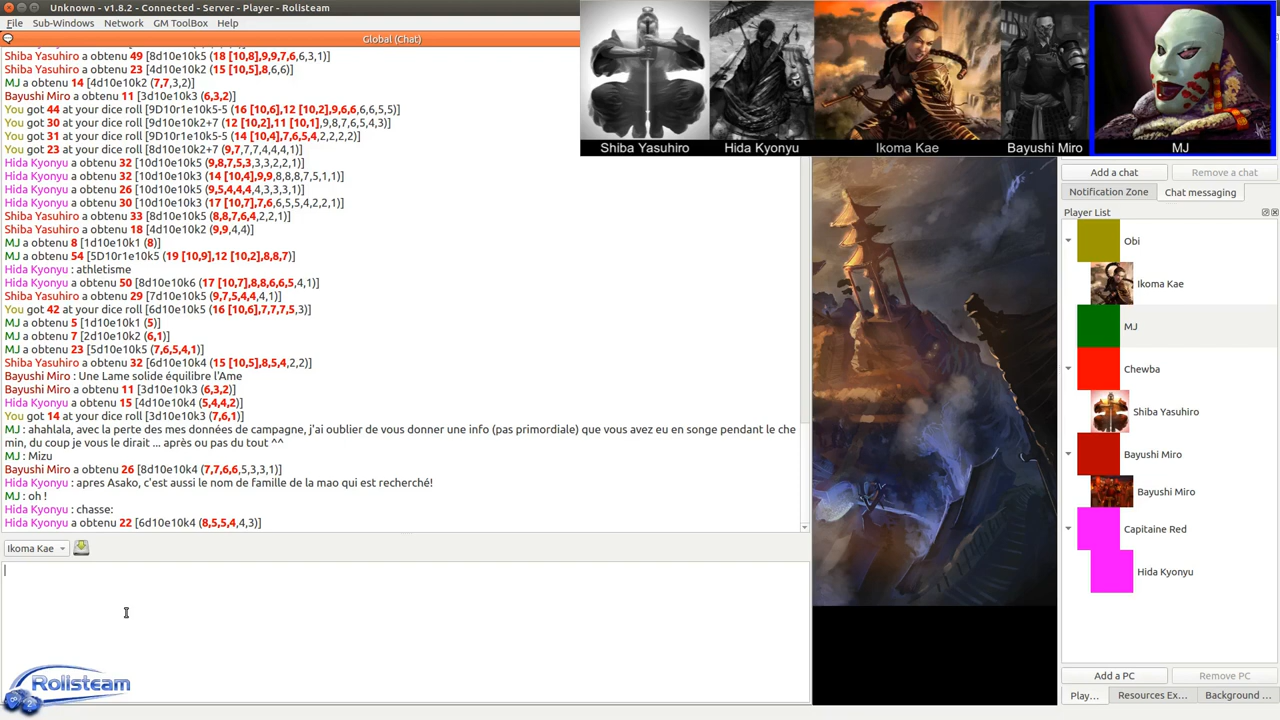 Unknown - v1.8.2 - Connected - Server - Player - Rolisteam
File Sub-Windows Network GM ToolBox Help
Global (Chat)
Shiba Yasuhiro a obtenu 49 [8d10e10k5 (18 [10,8],9,9,7,6,6,3,1)]
Shiba Yasuhiro a obtenu 23 [4d10e10k2 (15 [10,5],8,6,6)]
MJ a obtenu 14 [4d10e10k2 (7,7,3,2)]
Bayushi Miro a obtenu 11 [3d10e10k3 (6,3,2)]
You got 44 at your dice roll [9D10r1e10k5-5 (16 [10,6],12 [10,2],9,6,6,6,6,5,5)]
You got 30 at your dice roll [8d10e10k2+7 (12 [10,2],11 [10,1],9,8,7,6,5,4,3)]
You got 31 at your dice roll [9D10r1e10k5-5 (14 [10,4],7,6,5,4,2,2,2,2)]
You got 23 at your dice roll [8d10e10k2+7 (9,7,7,7,4,4,4,1)]
Hida Kyonyu a obtenu 32 [10d10e10k5 (9,8,7,5,3,3,3,2,2,1)]
Hida Kyonyu a obtenu 32 [10d10e10k3 (14 [10,4],9,9,8,8,8,7,5,1,1)]
Hida Kyonyu a obtenu 26 [10d10e10k5 (9,5,4,4,4,4,3,3,3,1)]
Hida Kyonyu a obtenu 30 [10d10e10k3 (17 [10,7],7,6,6,5,5,4,2,2,1)]
Shiba Yasuhiro a obtenu 33 [8d10e10k5 (8,8,7,6,4,2,2,1)]
Shiba Yasuhiro a obtenu 18 [4d10e10k2 (9,9,4,4)]
MJ a obtenu 8 [1d10e10k1 (8)]
MJ a obtenu 54 [5D10r1e10k5 (19 [10,9],12 [10,2],8,8,7)]
Hida Kyonyu : athletisme
Hida Kyonyu a obtenu 50 [8d10e10k6 (17 [10,7],8,8,6,6,5,4,1)]
Shiba Yasuhiro a obtenu 29 [7d10e10k5 (9,7,5,4,4,4,1)]
You got 42 at your dice roll [6d10e10k5 (16 [10,6],7,7,7,5,3)]
MJ a obtenu 5 [1d10e10k1 (5)]
MJ a obtenu 7 [2d10e10k2 (6,1)]
MJ a obtenu 23 [5d10e10k5 (7,6,5,4,1)]
Shiba Yasuhiro a obtenu 32 [6d10e10k4 (15 [10,5],8,5,4,2,2)]
Bayushi Miro : Une Lame solide équilibre l'Ame
Bayushi Miro a obtenu 11 [3d10e10k3 (6,3,2)]
Hida Kyonyu a obtenu 15 [4d10e10k4 (5,4,4,2)]
You got 14 at your dice roll [3d10e10k3 (7,6,1)]
MJ : ahahlala, avec la perte des mes données de campagne, j'ai oublier de vous donner une info (pas primordiale) que vous avez eu en songe pendant le che
min, du coup je vous le dirait ... après ou pas du tout ^^
MJ : Mizu
Bayushi Miro a obtenu 26 [8d10e10k4 (7,7,6,6,5,3,3,1)]
Hida Kyonyu : apres Asako, c'est aussi le nom de famille de la mao qui est recherché!
MJ : oh !
Hida Kyonyu : chasse:
Hida Kyonyu a obtenu 22 [6d10e10k4 (8,5,5,4,4,3)]
Ikoma Kae
Rolisteam
Shiba Yasuhiro Hida Kyonyu Ikoma Kae Bayushi Miro MJ
Add a chat Remove a chat
Notification Zone Chat messaging
Player List
Obi
Ikoma Kae
MJ
Chewba
Shiba Yasuhiro
Bayushi Miro
Bayushi Miro
Capitaine Red
Hida Kyonyu
Add a PC Remove PC
Play... Resources Ex... Background ...